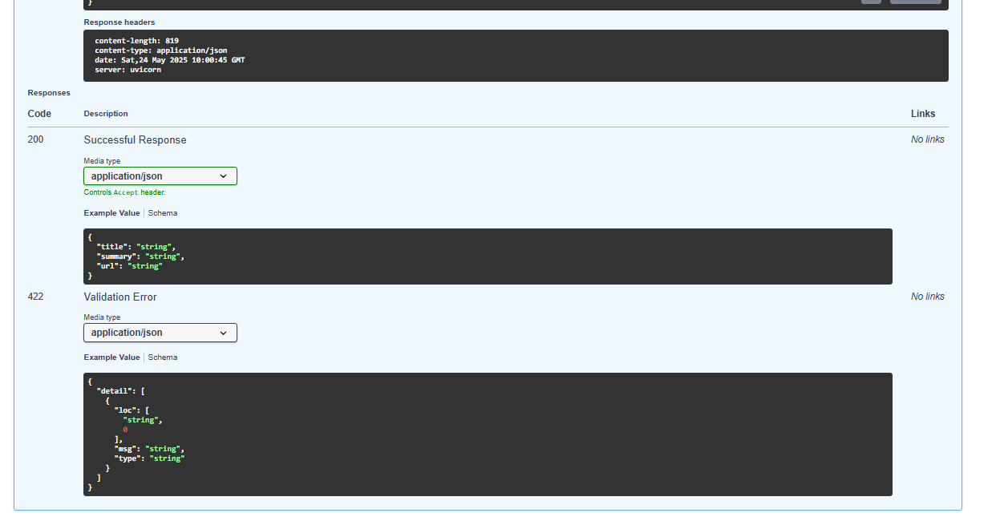 }
Response headers
content-length: 819
content-type: application/json
date: Sat,24 May 2025 10:00:45 GMT
server: uvicorn
Responses
Code Description Links
200 Successful Response No links
Media type
application/json
Controls Accept header.
Example Value Schema
{
  "title": "string",
  "summary": "string",
  "url": "string"
}
422 Validation Error No links
Media type
application/json
Example Value Schema
{
  "detail": [
    {
      "loc": [
        "string",
        0
      ],
      "msg": "string",
      "type": "string"
    }
  ]
}